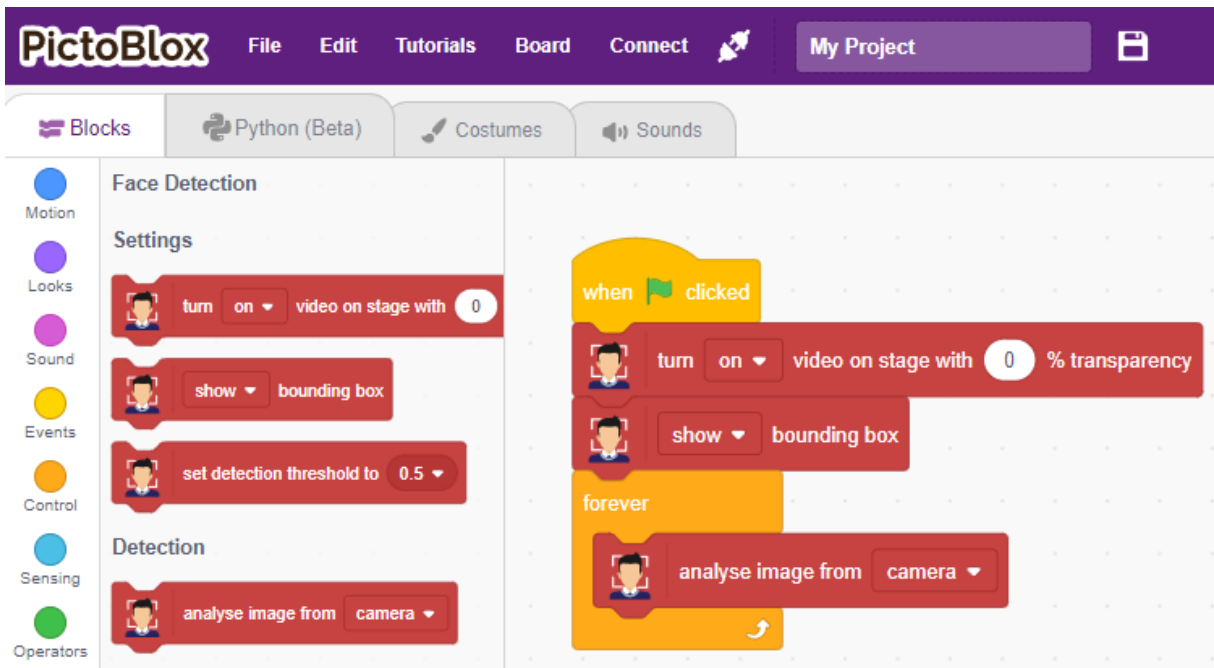 PictoBlox File Edit Tutorials Board Connect My Project
Blocks Python (Beta) Costumes Sounds
Motion
Looks
Sound
Events
Control
Sensing
Operators
Face Detection
Settings
turn on video on stage with 0
show bounding box
set detection threshold to 0.5
Detection
analyse image from camera
when clicked
turn on video on stage with 0 % transparency
show bounding box
forever
analyse image from camera